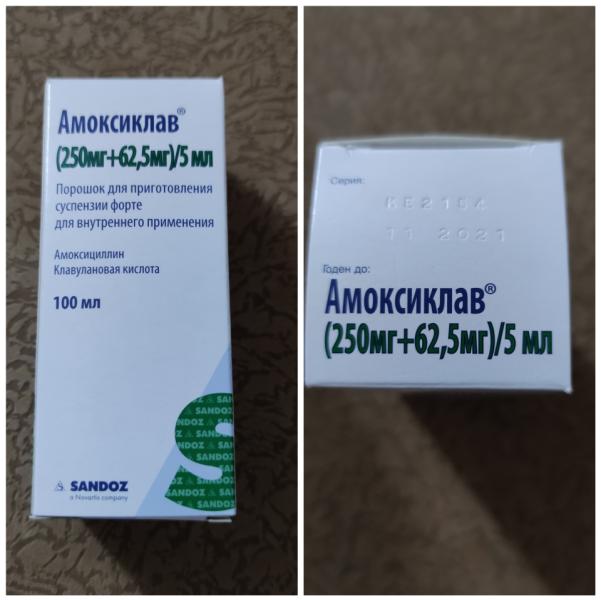 Амоксиклав®
(250мг+62,5мг)/5 мл
Порошок для приготовления
суспензии форте
для внутреннего применения
Амоксициллин
Клавулановая кислота
100 мл
SANDOZ
a Novartis company
SANDOZ
Серия:
KE2154
11 2021
Годен до:
Амоксиклав®
(250мг+62,5мг)/5 мл